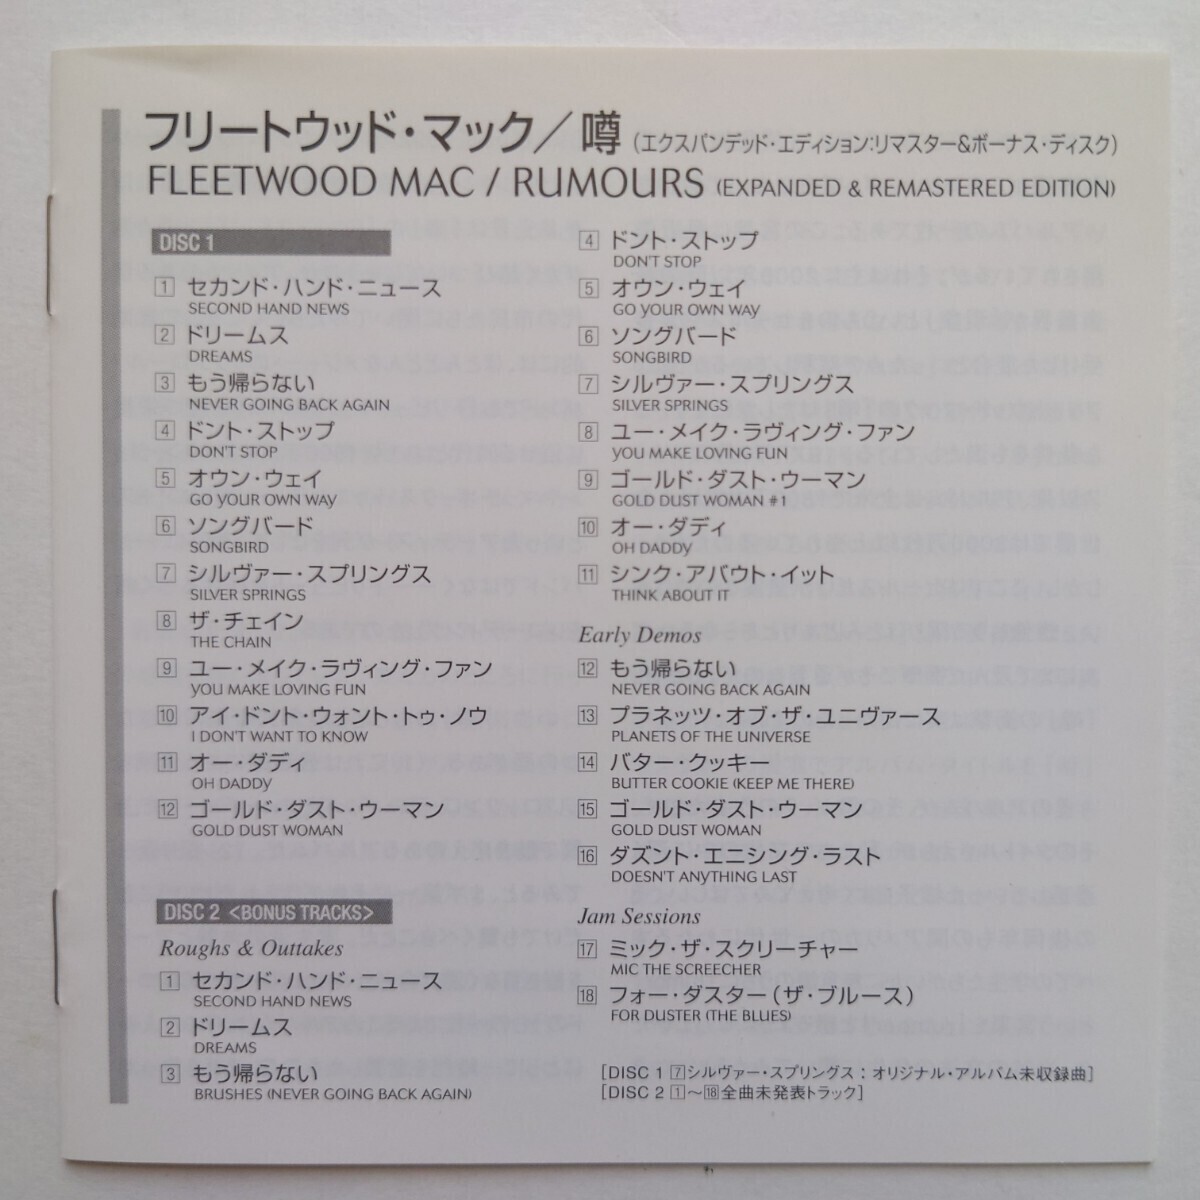 フリートウッド・マック／噂（エクスパンデッド・エディション:リマスター&ボーナス・ディスク）
FLEETWOOD MAC / RUMOURS (EXPANDED & REMASTERED EDITION)
DISC 1
1 セカンド・ハンド・ニュース
SECOND HAND NEWS
2 ドリームス
DREAMS
3 もう帰らない
NEVER GOING BACK AGAIN
4 ドント・ストップ
DON'T STOP
5 オウン・ウェイ
GO YOUR OWN WAY
6 ソングバード
SONGBIRD
7 シルヴァー・スプリングス
SILVER SPRINGS
8 ザ・チェイン
THE CHAIN
9 ユー・メイク・ラヴィング・ファン
YOU MAKE LOVING FUN
10 アイ・ドント・ウォント・トゥ・ノウ
I DON'T WANT TO KNOW
11 オー・ダディ
OH DADDY
12 ゴールド・ダスト・ウーマン
GOLD DUST WOMAN
DISC 2 <BONUS TRACKS>
Roughs & Outtakes
1 セカンド・ハンド・ニュース
SECOND HAND NEWS
2 ドリームス
DREAMS
3 もう帰らない
BRUSHES (NEVER GOING BACK AGAIN)
4 ドント・ストップ
DON'T STOP
5 オウン・ウェイ
GO YOUR OWN WAY
6 ソングバード
SONGBIRD
7 シルヴァー・スプリングス
SILVER SPRINGS
8 ユー・メイク・ラヴィング・ファン
YOU MAKE LOVING FUN
9 ゴールド・ダスト・ウーマン
GOLD DUST WOMAN #1
10 オー・ダディ
OH DADDY
11 シンク・アバウト・イット
THINK ABOUT IT
Early Demos
12 もう帰らない
NEVER GOING BACK AGAIN
13 プラネッツ・オブ・ザ・ユニヴァース
PLANETS OF THE UNIVERSE
14 バター・クッキー
BUTTER COOKIE (KEEP ME THERE)
15 ゴールド・ダスト・ウーマン
GOLD DUST WOMAN
16 ダズント・エニシング・ラスト
DOESN'T ANYTHING LAST
Jam Sessions
17 ミック・ザ・スクリーチャー
MIC THE SCREECHER
18 フォー・ダスター（ザ・ブルース）
FOR DUSTER (THE BLUES)
[DISC 1 7シルヴァー・スプリングス：オリジナル・アルバム未収録曲]
[DISC 2 1〜18全曲未発表トラック]